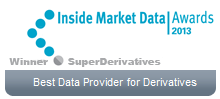 Inside Market Data Awards
2013
Winner SuperDerivatives
Best Data Provider for Derivatives